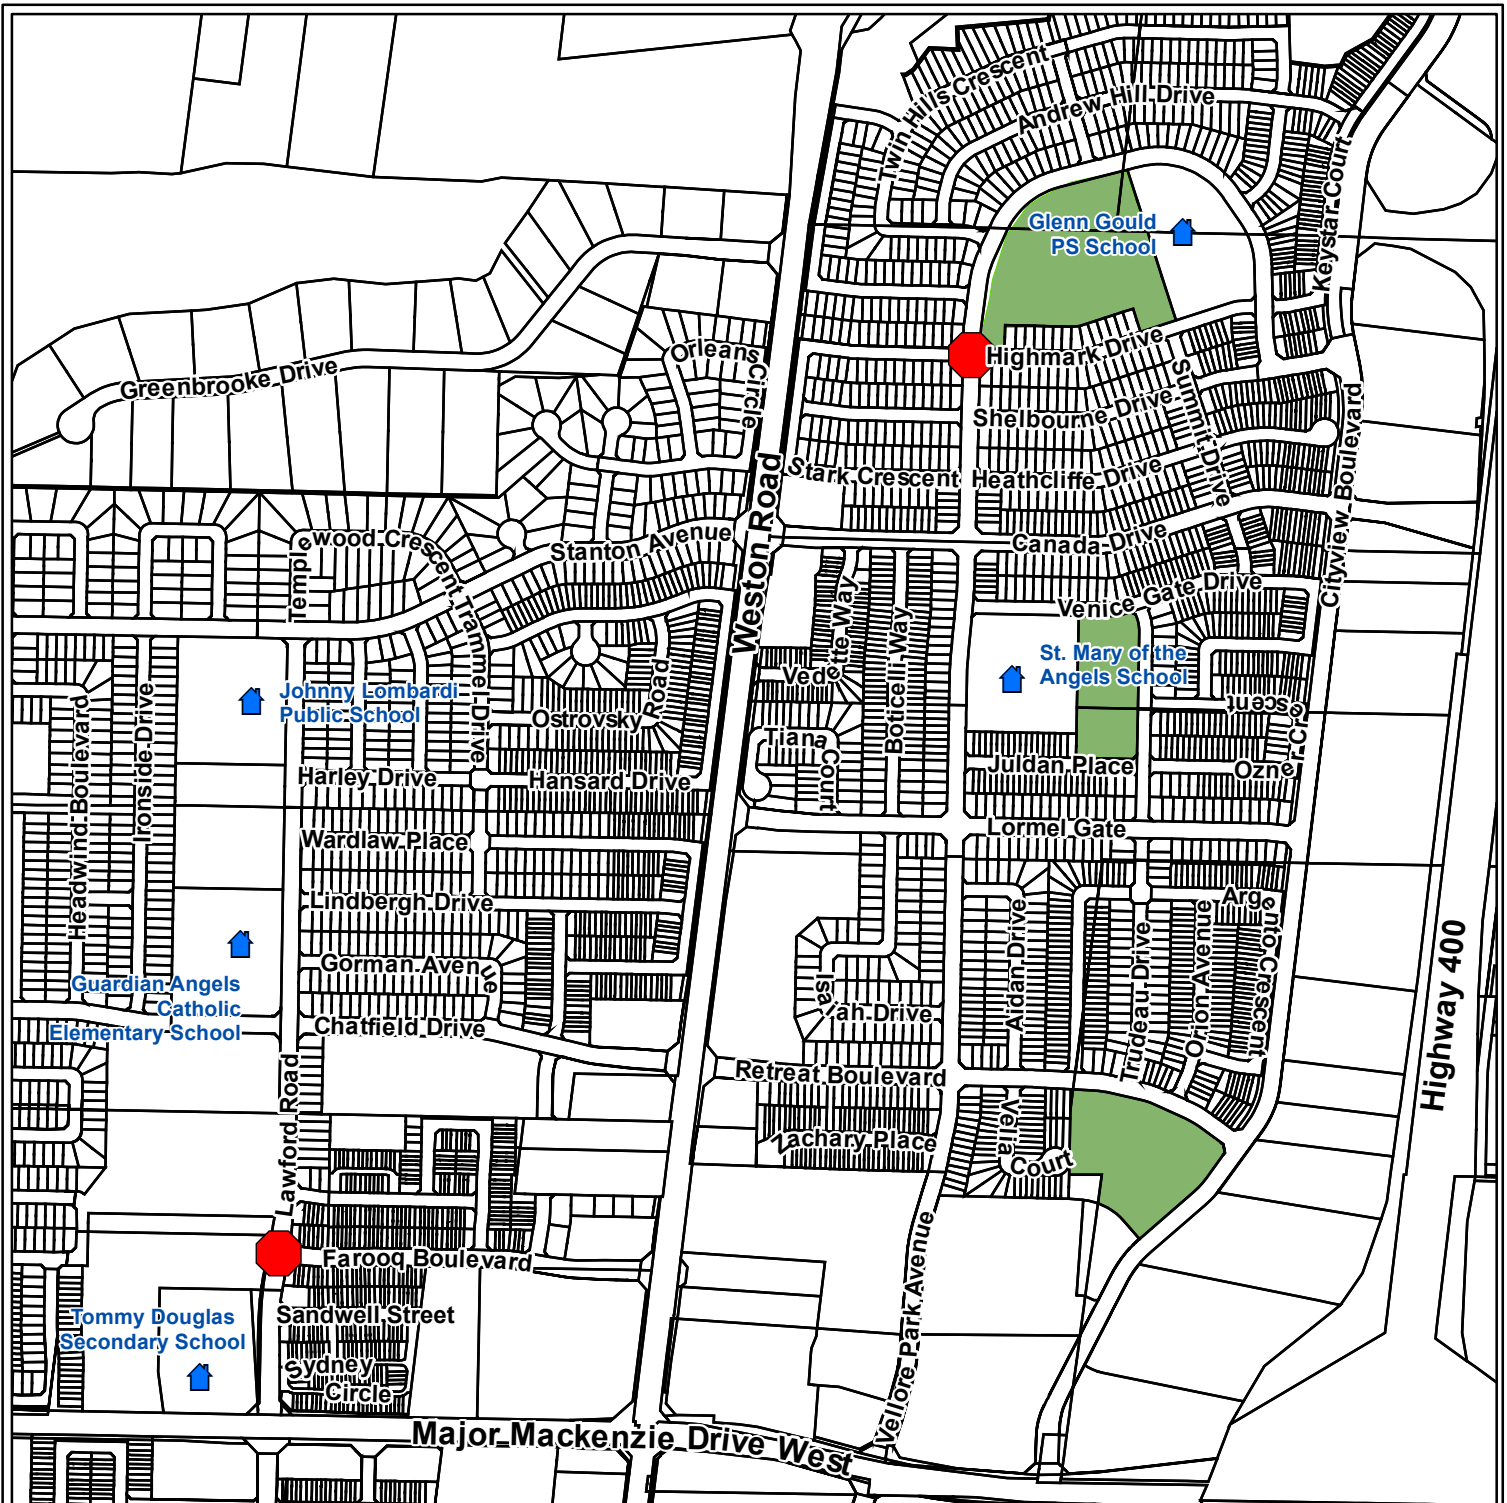 Twin Hills Crescent
Andrew Hill Drive
Keystar Court
Glenn Gould
PS School
Orleans Circle
Greenbrooke Drive
Highmark Drive
Summit Drive
Shelbourne Drive
Cityview Boulevard
Stark Crescent
Heathcliffe Drive
Weston Road
Templewood Crescent
Stanton Avenue
Canada Drive
Venice Gate Drive
Trammel Drive
Vedette Way
Boticelli Way
St. Mary of the
Angels School
Johnny Lombardi
Public School
Headwind Boulevard
Ironside Drive
Ostrovsky Road
Tiana Court
Ozner Crescent
Juldan Place
Harley Drive
Hansard Drive
Lormel Gate
Wardlaw Place
Lindbergh Drive
Argento Crescent
Aidan Drive
Trudeau Drive
Orion Avenue
Highway 400
Gorman Avenue
Guardian Angels
Catholic
Elementary School
Isaiah Drive
Chatfield Drive
Lawford Road
Retreat Boulevard
Zachary Place
Velia Court
Farooq Boulevard
Vellore Park Avenue
Tommy Douglas
Secondary School
Sandwell Street
Sydney
Circle
Major Mackenzie Drive West